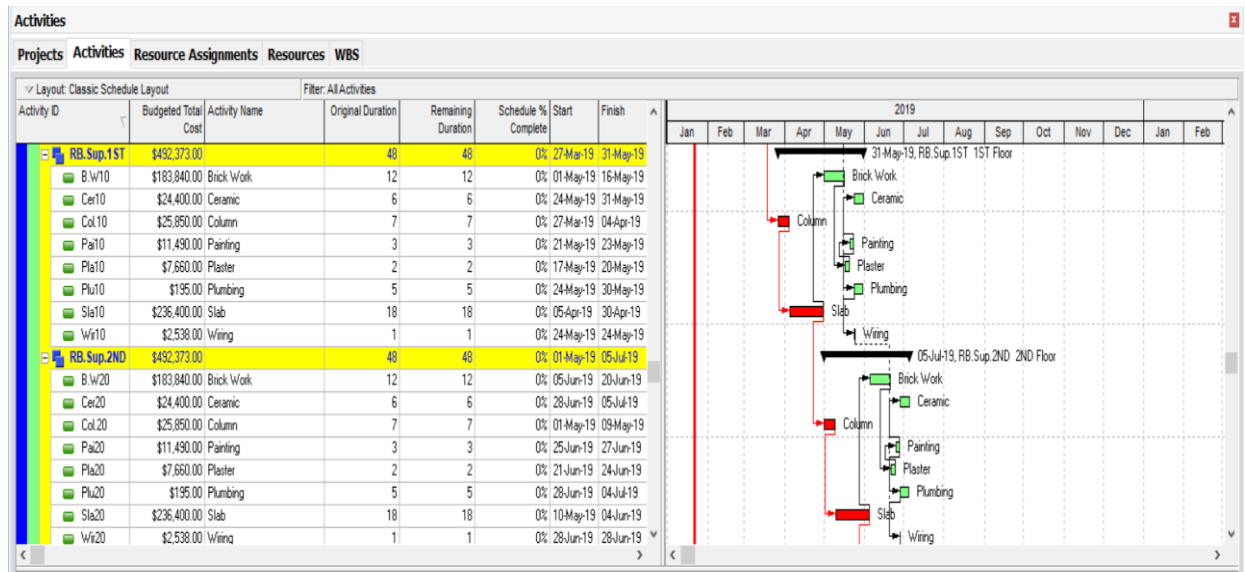 Activities
Projects Activities Resource Assignments Resources WBS
Layout: Classic Schedule Layout Filter: All Activities
Activity ID Budgeted Total Cost Activity Name Original Duration Remaining Duration Schedule % Complete Start Finish 2019
Jan Feb Mar Apr May Jun Jul Aug Sep Oct Nov Dec Jan Feb
RB.Sup.1ST $492,373.00 48 48 0% 27-Mar-19 31-May-19 31-May-19, RB.Sup.1ST 1ST Floor
B.W10 $183,840.00 Brick Work 12 12 0% 01-May-19 16-May-19 Brick Work
Cer10 $24,400.00 Ceramic 6 6 0% 24-May-19 31-May-19 Ceramic
Col.10 $25,850.00 Column 7 7 0% 27-Mar-19 04-Apr-19 Column
Pai10 $11,490.00 Painting 3 3 0% 21-May-19 23-May-19 Painting
Pla10 $7,660.00 Plaster 2 2 0% 17-May-19 20-May-19 Plaster
Plu10 $195.00 Plumbing 5 5 0% 24-May-19 30-May-19 Plumbing
Sla10 $236,400.00 Slab 18 18 0% 05-Apr-19 30-Apr-19 Slab
Wir10 $2,538.00 Wiring 1 1 0% 24-May-19 24-May-19 Wiring
RB.Sup.2ND $492,373.00 48 48 0% 01-May-19 05-Jul-19 05-Jul-19, RB.Sup.2ND 2ND Floor
B.W20 $183,840.00 Brick Work 12 12 0% 05-Jun-19 20-Jun-19 Brick Work
Cer20 $24,400.00 Ceramic 6 6 0% 28-Jun-19 05-Jul-19 Ceramic
Col.20 $25,850.00 Column 7 7 0% 01-May-19 09-May-19 Column
Pai20 $11,490.00 Painting 3 3 0% 25-Jun-19 27-Jun-19 Painting
Pla20 $7,660.00 Plaster 2 2 0% 21-Jun-19 24-Jun-19 Plaster
Plu20 $195.00 Plumbing 5 5 0% 28-Jun-19 04-Jul-19 Plumbing
Sla20 $236,400.00 Slab 18 18 0% 10-May-19 04-Jun-19 Slab
Wir20 $2,538.00 Wiring 1 1 0% 28-Jun-19 28-Jun-19 Wiring